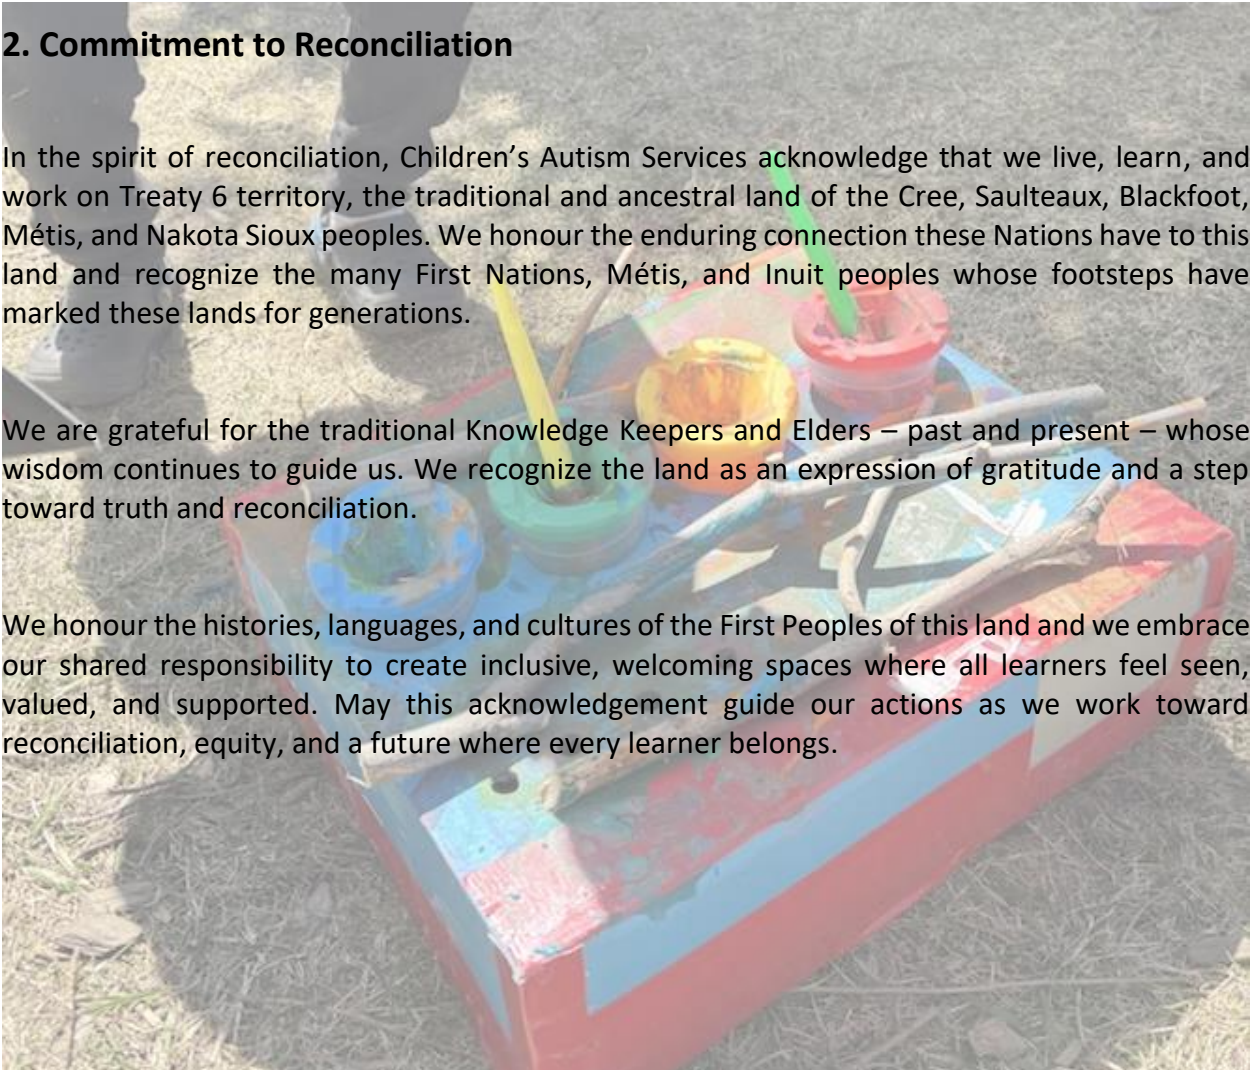 2. Commitment to Reconciliation
In the spirit of reconciliation, Children’s Autism Services acknowledge that we live, learn, and
work on Treaty 6 territory, the traditional and ancestral land of the Cree, Saulteaux, Blackfoot,
Métis, and Nakota Sioux peoples. We honour the enduring connection these Nations have to this
land and recognize the many First Nations, Métis, and Inuit peoples whose footsteps have
marked these lands for generations.
We are grateful for the traditional Knowledge Keepers and Elders – past and present – whose
wisdom continues to guide us. We recognize the land as an expression of gratitude and a step
toward truth and reconciliation.
We honour the histories, languages, and cultures of the First Peoples of this land and we embrace
our shared responsibility to create inclusive, welcoming spaces where all learners feel seen,
valued, and supported. May this acknowledgement guide our actions as we work toward
reconciliation, equity, and a future where every learner belongs.